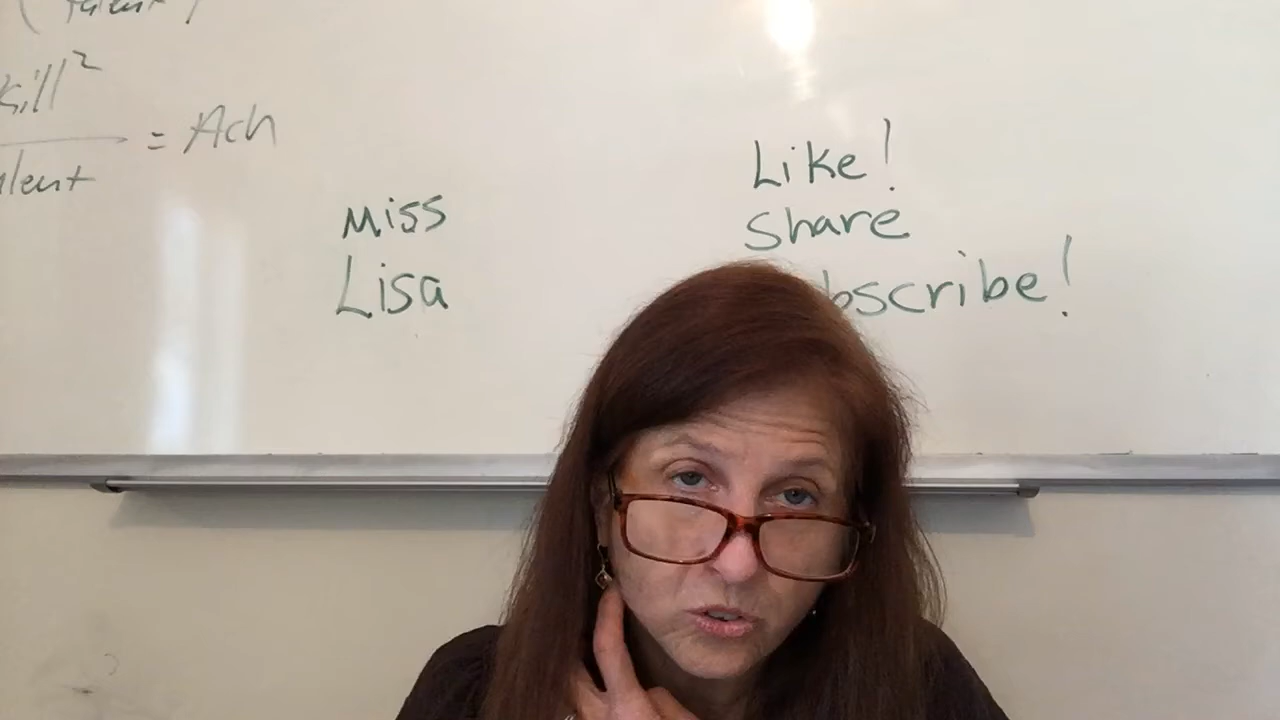 kill²
= Ach
alent
Miss
Lisa
Like!
Share
bscribe!